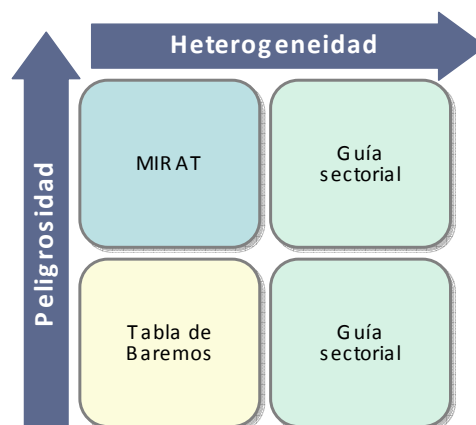 Heterogeneidad
Peligrosidad
MIRAT
Guía
sectorial
Tabla de
Baremos
Guía
sectorial